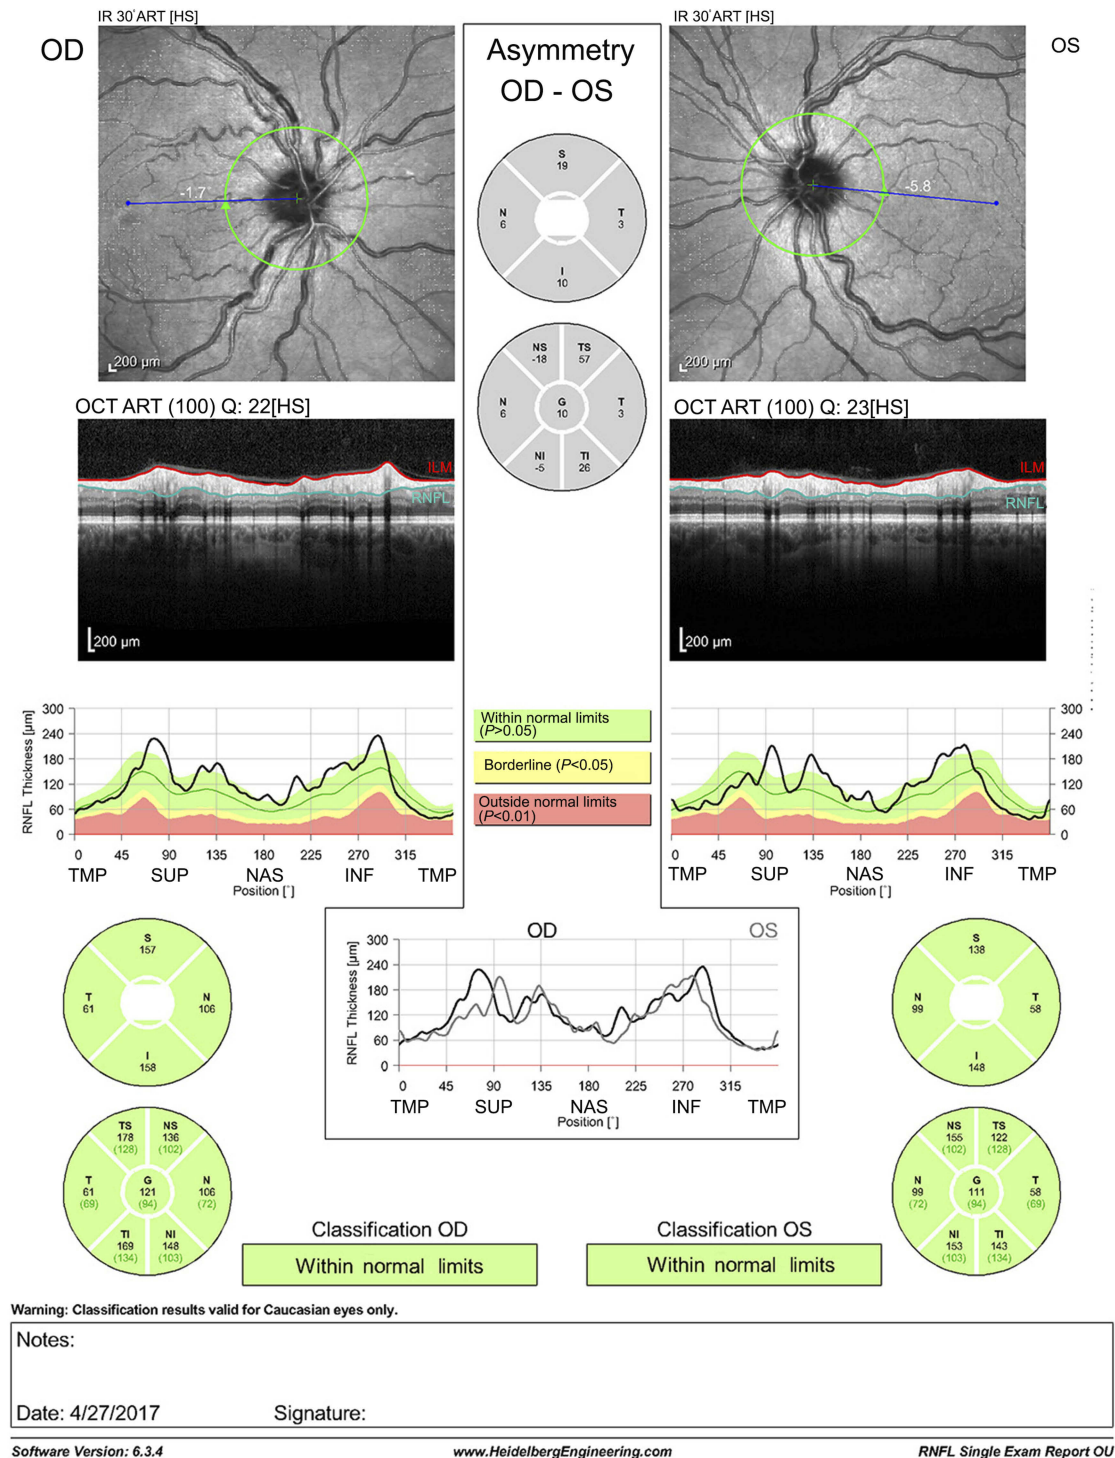 IR 30°ART [HS]
OD
-1.7°
200 µm
Asymmetry
OD - OS
S
19
N
6
T
3
I
10
NS
-18
TS
57
N
6
G
10
T
3
NI
-5
TI
26
IR 30°ART [HS]
OS
-5.8°
200 µm
OCT ART (100) Q: 22[HS]
ILM
RNFL
200 µm
OCT ART (100) Q: 23[HS]
ILM
RNFL
200 µm
RNFL Thickness [µm]
300
240
180
120
60
0
0 45 90 135 180 225 270 315
TMP SUP NAS INF TMP
Position [°]
Within normal limits
(P>0.05)
Borderline (P<0.05)
Outside normal limits
(P<0.01)
300
240
180
120
60
0
0 45 90 135 180 225 270 315
TMP SUP NAS INF TMP
Position [°]
S
157
T
61
N
106
I
158
OD OS
RNFL Thickness [µm]
300
240
180
120
60
0
0 45 90 135 180 225 270 315
TMP SUP NAS INF TMP
Position [°]
S
138
N
99
T
58
I
148
TS
178
(128)
NS
136
(102)
T
61
(69)
G
121
(94)
N
106
(72)
TI
169
(134)
NI
148
(103)
Classification OD
Within normal limits
Classification OS
Within normal limits
NS
155
(102)
TS
122
(128)
N
99
(72)
G
111
(94)
T
58
(69)
NI
153
(103)
TI
143
(134)
Warning: Classification results valid for Caucasian eyes only.
Notes:
Date: 4/27/2017 Signature:
Software Version: 6.3.4 www.HeidelbergEngineering.com RNFL Single Exam Report OU